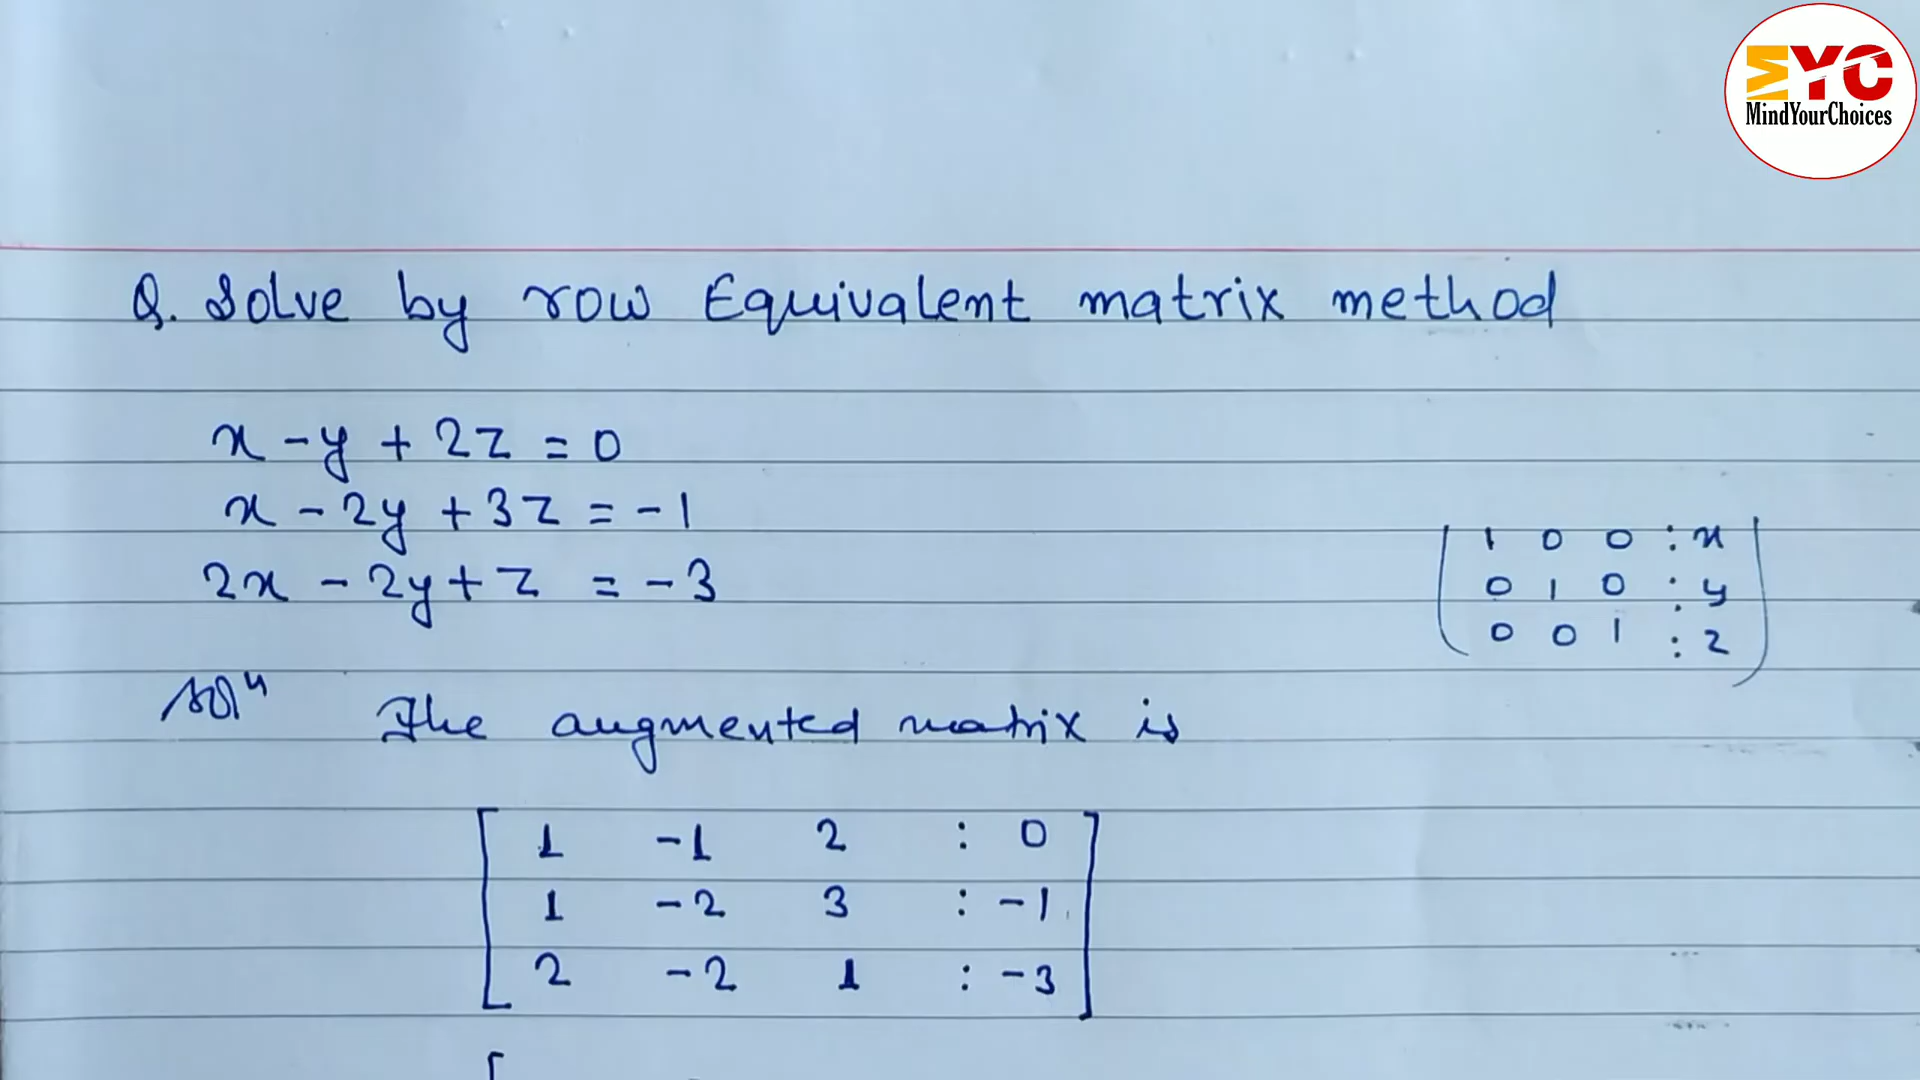 MYC
MindYourChoices
Q. Solve by row Equivalent matrix method
x - y + 2z = 0
x - 2y + 3z = -1
2x - 2y + z = -3
1 0 0 : x
0 1 0 : y
0 0 1 : z
Solⁿ The augmented matrix is
1 -1 2 : 0
1 -2 3 : -1
2 -2 1 : -3